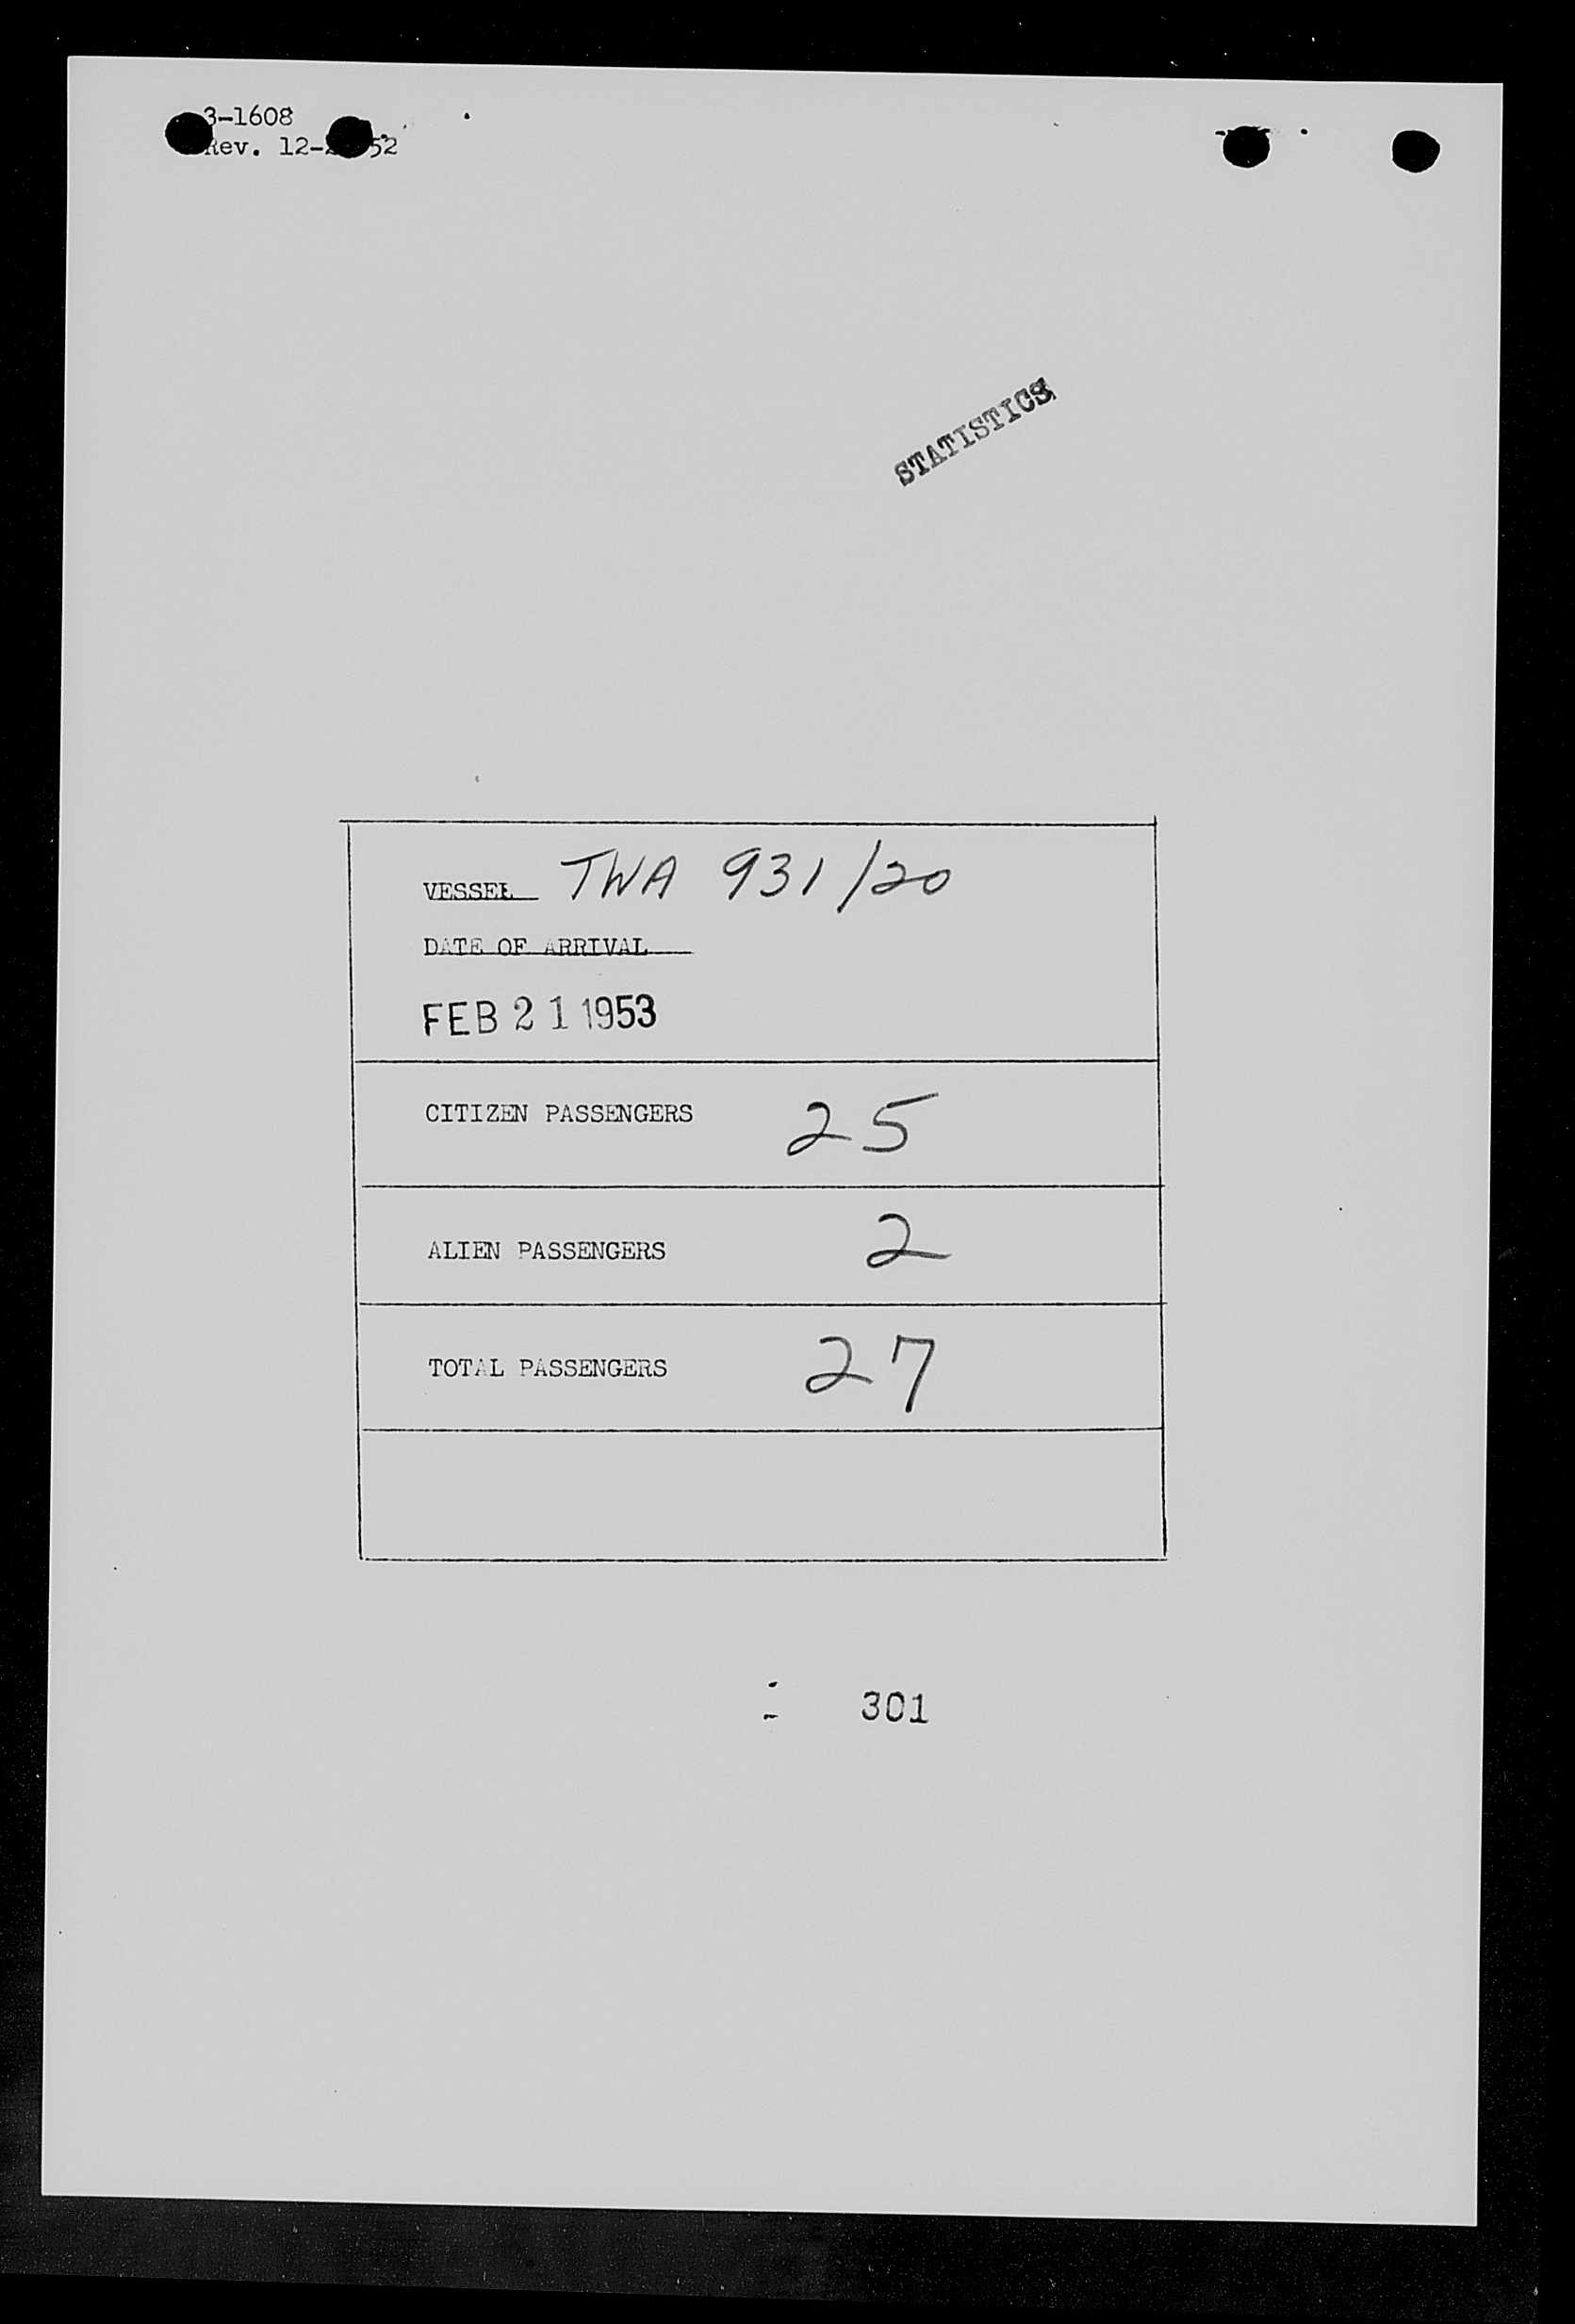 3-1608
Rev. 12- 52
STATISTICS
VESSEL TWA 931/20
DATE OF ARRIVAL
FEB 21 1953
CITIZEN PASSENGERS 25
ALIEN PASSENGERS 2
TOTAL PASSENGERS 27
301